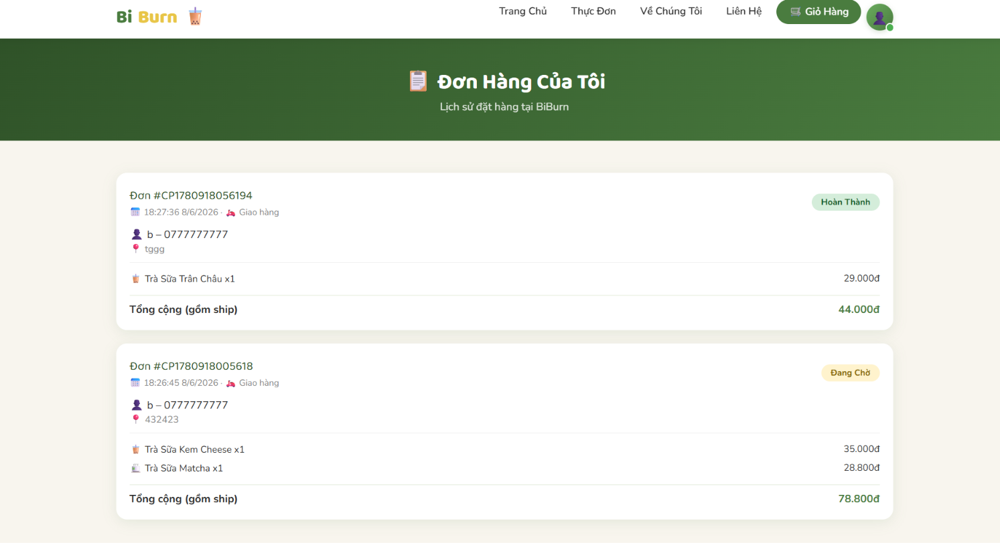 Bi Burn
Trang Chủ Thực Đơn Về Chúng Tôi Liên Hệ Giỏ Hàng
Đơn Hàng Của Tôi
Lịch sử đặt hàng tại BiBurn
Đơn #CP1780918056194
Hoàn Thành
18:27:36 8/6/2026 · Giao hàng
b – 0777777777
tggg
Trà Sữa Trân Châu x1 29.000đ
Tổng cộng (gồm ship) 44.000đ
Đơn #CP1780918005618
Đang Chờ
18:26:45 8/6/2026 · Giao hàng
b – 0777777777
432423
Trà Sữa Kem Cheese x1 35.000đ
Trà Sữa Matcha x1 28.800đ
Tổng cộng (gồm ship) 78.800đ